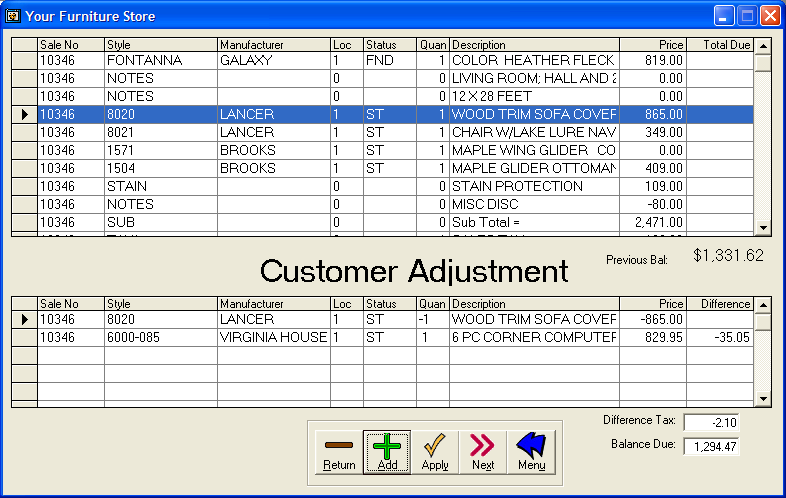 Your Furniture Store
Sale No Style Manufacturer Loc Status Quan Description Price Total Due
10346 FONTANNA GALAXY 1 FND 1 COLOR HEATHER FLECK 819.00
10346 NOTES 0 0 LIVING ROOM; HALL AND 2 0.00
10346 NOTES 0 0 12 X 28 FEET 0.00
10346 8020 LANCER 1 ST 1 WOOD TRIM SOFA COVER 865.00
10346 8021 LANCER 1 ST 1 CHAIR W/LAKE LURE NAV 349.00
10346 1571 BROOKS 1 ST 1 MAPLE WING GLIDER CO 0.00
10346 1504 BROOKS 1 ST 1 MAPLE GLIDER OTTOMAN 409.00
10346 STAIN 0 0 STAIN PROTECTION 109.00
10346 NOTES 0 0 MISC DISC -80.00
10346 SUB 0 0 Sub Total = 2,471.00
Customer Adjustment Previous Bal: $1,331.62
Sale No Style Manufacturer Loc Status Quan Description Price Difference
10346 8020 LANCER 1 ST -1 WOOD TRIM SOFA COVER -865.00
10346 6000-085 VIRGINIA HOUSE 1 ST 1 6 PC CORNER COMPUTER 829.95 -35.05
Difference Tax: -2.10
Balance Due: 1,294.47
Return Add Apply Next Menu